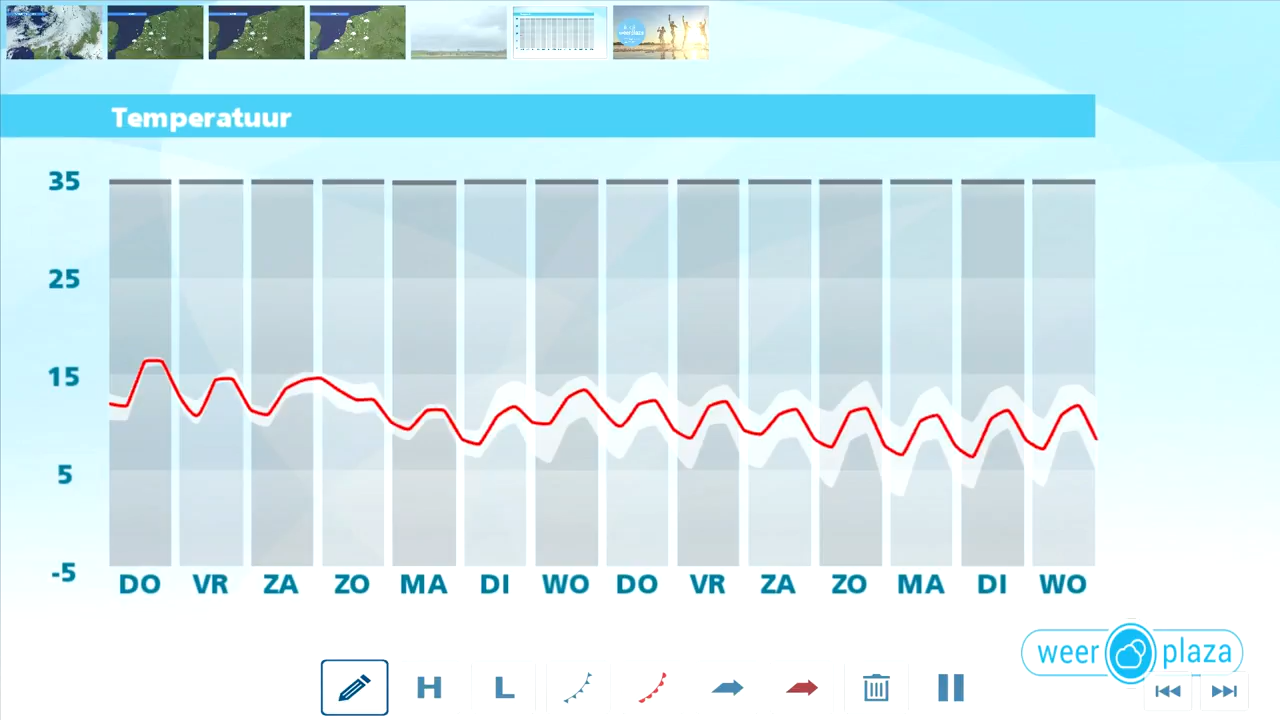 Temperatuur
35
25
15
5
-5
DO VR ZA ZO MA DI WO DO VR ZA ZO MA DI WO
weer plaza
H L